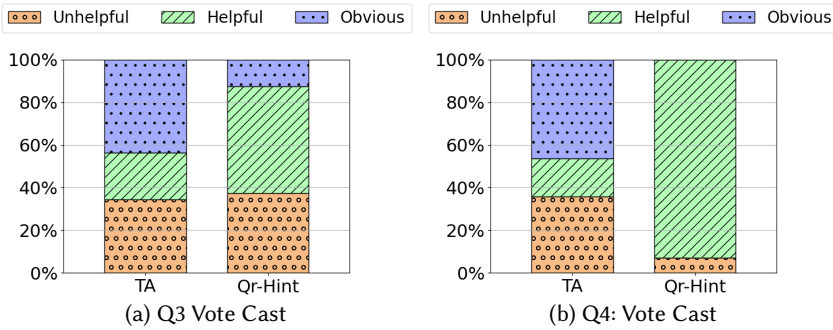 Unhelpful Helpful Obvious
100%
80%
60%
40%
20%
0%
TA Qr-Hint
(a) Q3 Vote Cast
Unhelpful Helpful Obvious
100%
80%
60%
40%
20%
0%
TA Qr-Hint
(b) Q4: Vote Cast